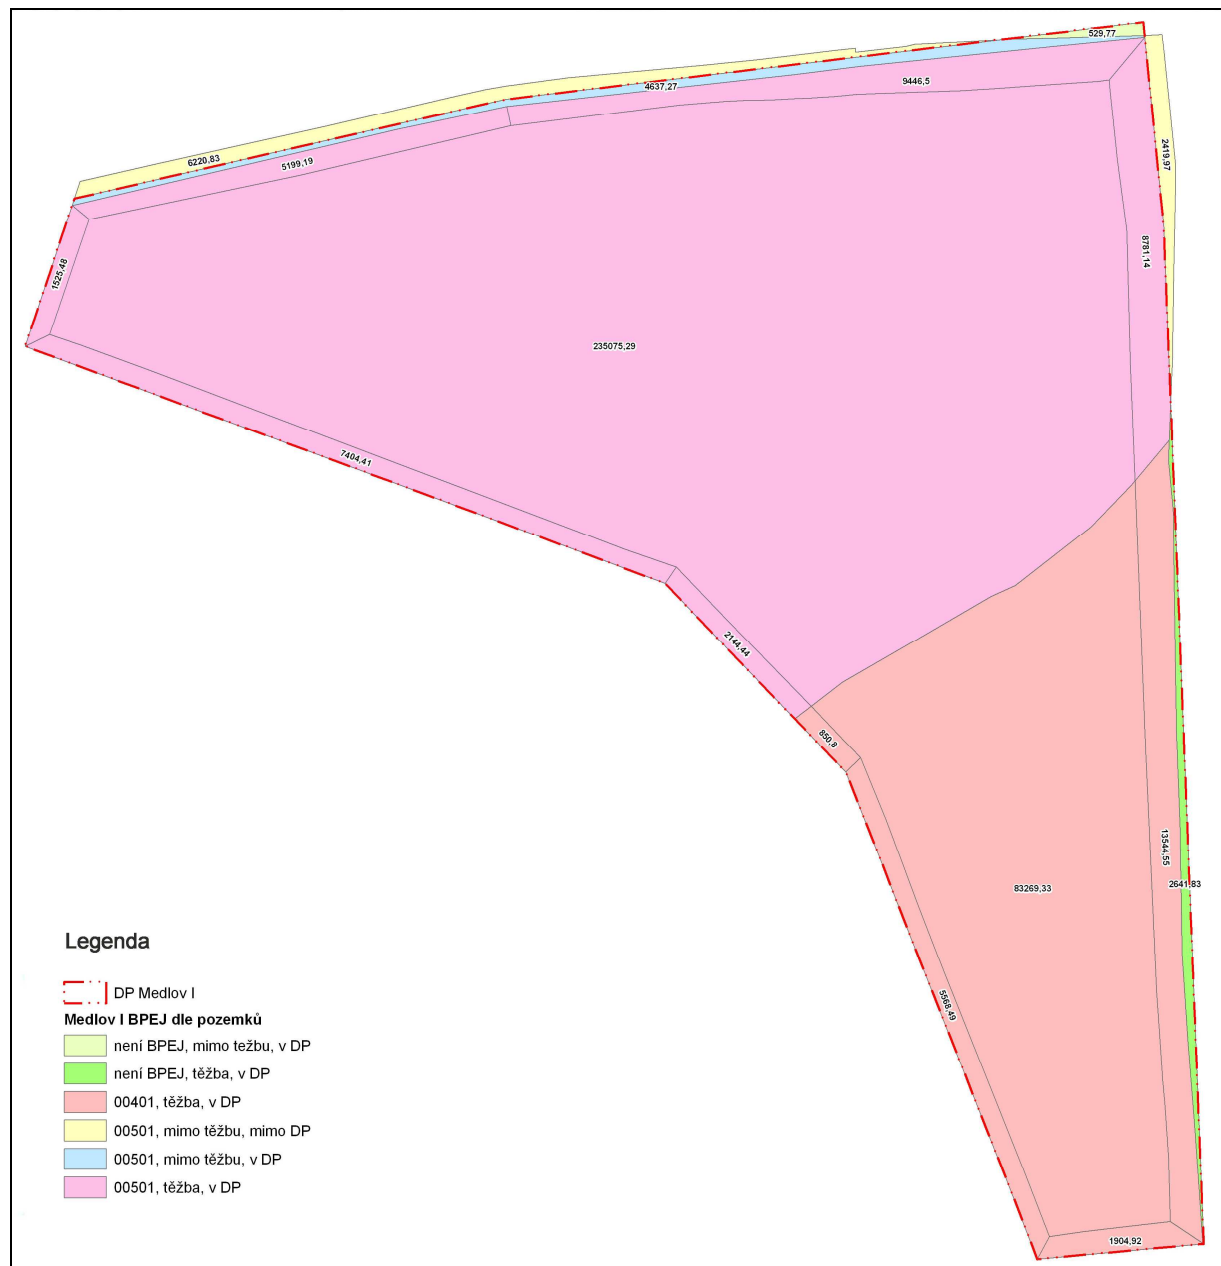 529,77
4637,27
9446,5
6220,83
5199,19
2419,97
1525,48
8781,14
235075,29
7404,41
2144,44
850,8
13544,55
83269,33
2641,83
5568,49
1904,92
Legenda
DP Medlov I
Medlov I BPEJ dle pozemků
není BPEJ, mimo težbu, v DP
není BPEJ, těžba, v DP
00401, těžba, v DP
00501, mimo těžbu, mimo DP
00501, mimo těžbu, v DP
00501, těžba, v DP